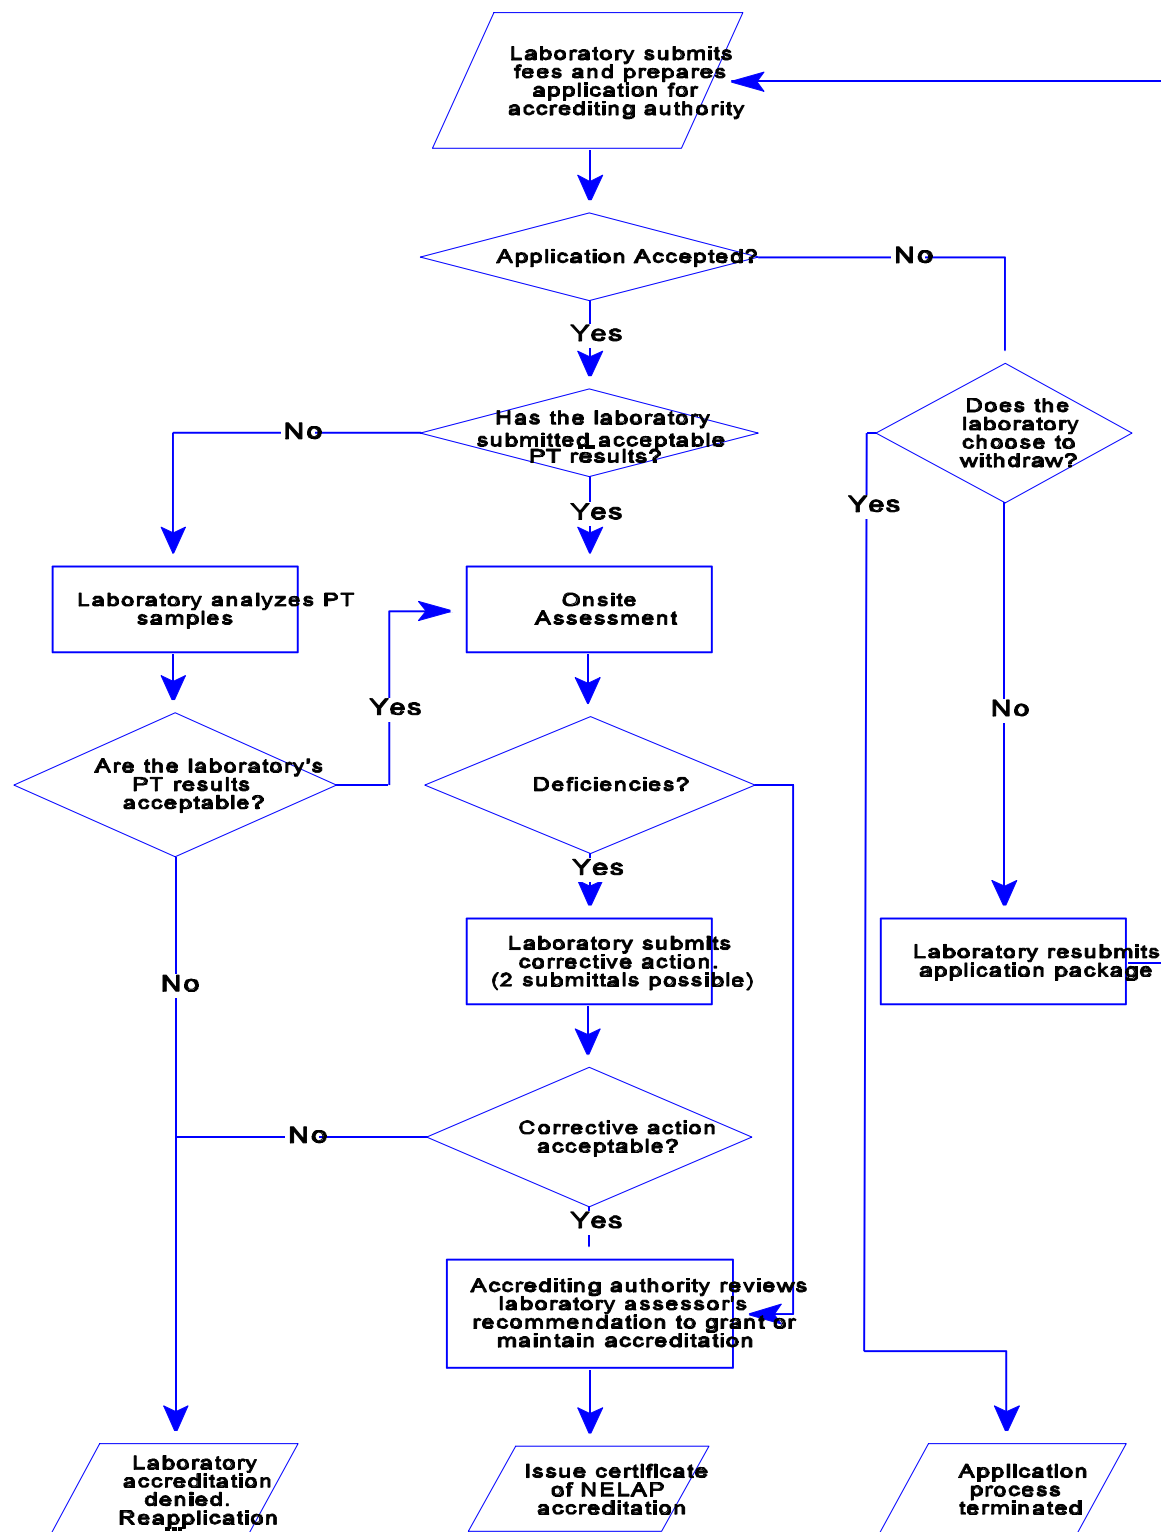 Laboratory submits
fees and prepares
application for
accrediting authority
Application Accepted?
No
Yes
Has the laboratory
submitted acceptable
PT results?
No
Yes
Does the
laboratory
choose to
withdraw?
Yes
No
Laboratory analyzes PT
samples
Onsite
Assessment
Yes
Are the laboratory's
PT results
acceptable?
Deficiencies?
Yes
No
Laboratory submits
corrective action.
(2 submittals possible)
Laboratory resubmits
application package
Corrective action
acceptable?
No
Yes
Accrediting authority reviews
laboratory assessor's
recommendation to grant or
maintain accreditation
Laboratory
accreditation
denied.
Reapplication
Issue certificate
of NELAP
accreditation
Application
process
terminated